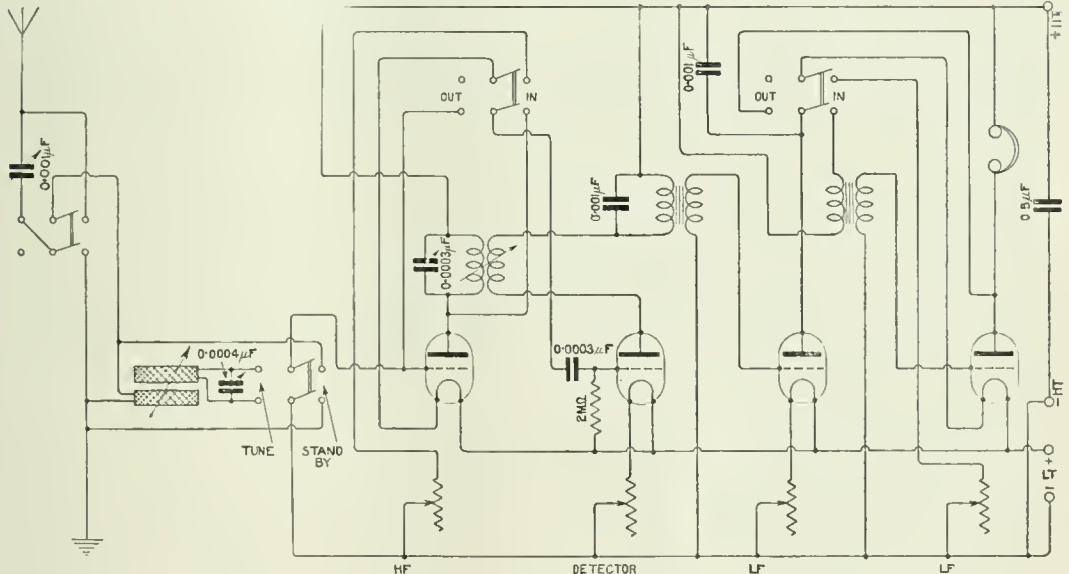 HT
+
0·001μF
OUT
IN
0·001μF
OUT
IN
0·001μF
0·5μF
0·0003μF
0·0004μF
0·0003μF
2MΩ
TUNE
STAND
BY
-HT
+
LT
-
HF
DETECTOR
LF
LF